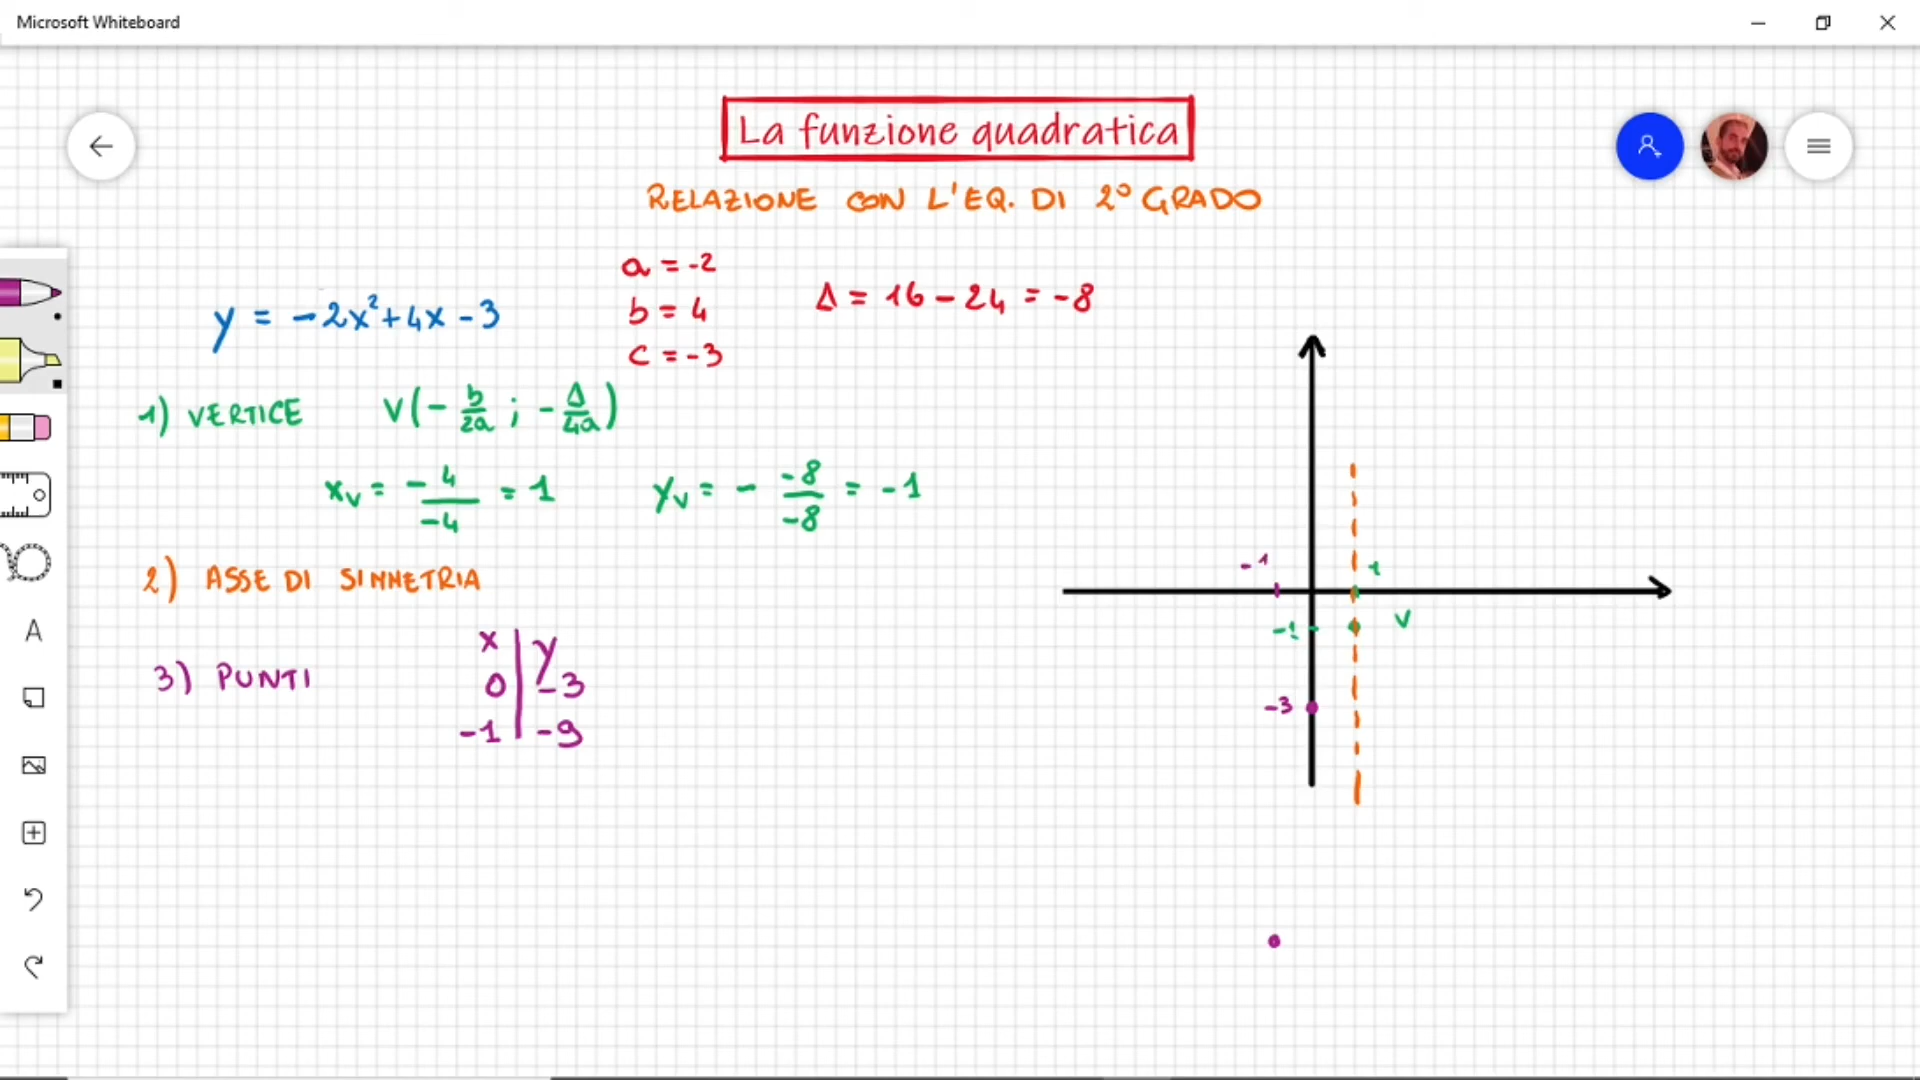 Microsoft Whiteboard
La funzione quadratica
RELAZIONE CON L'EQ. DI 2° GRADO
a = -2
y = -2x²+4x-3
b = 4
Δ = 16 - 24 = -8
c = -3
1) VERTICE V(-b/2a ; -Δ/4a)
xv = -4/-4 = 1 yv = - -8/-8 = -1
2) ASSE DI SIMMETRIA
3) PUNTI
x | y
0 | -3
-1 | -9
-1
1
-1
V
-3
A